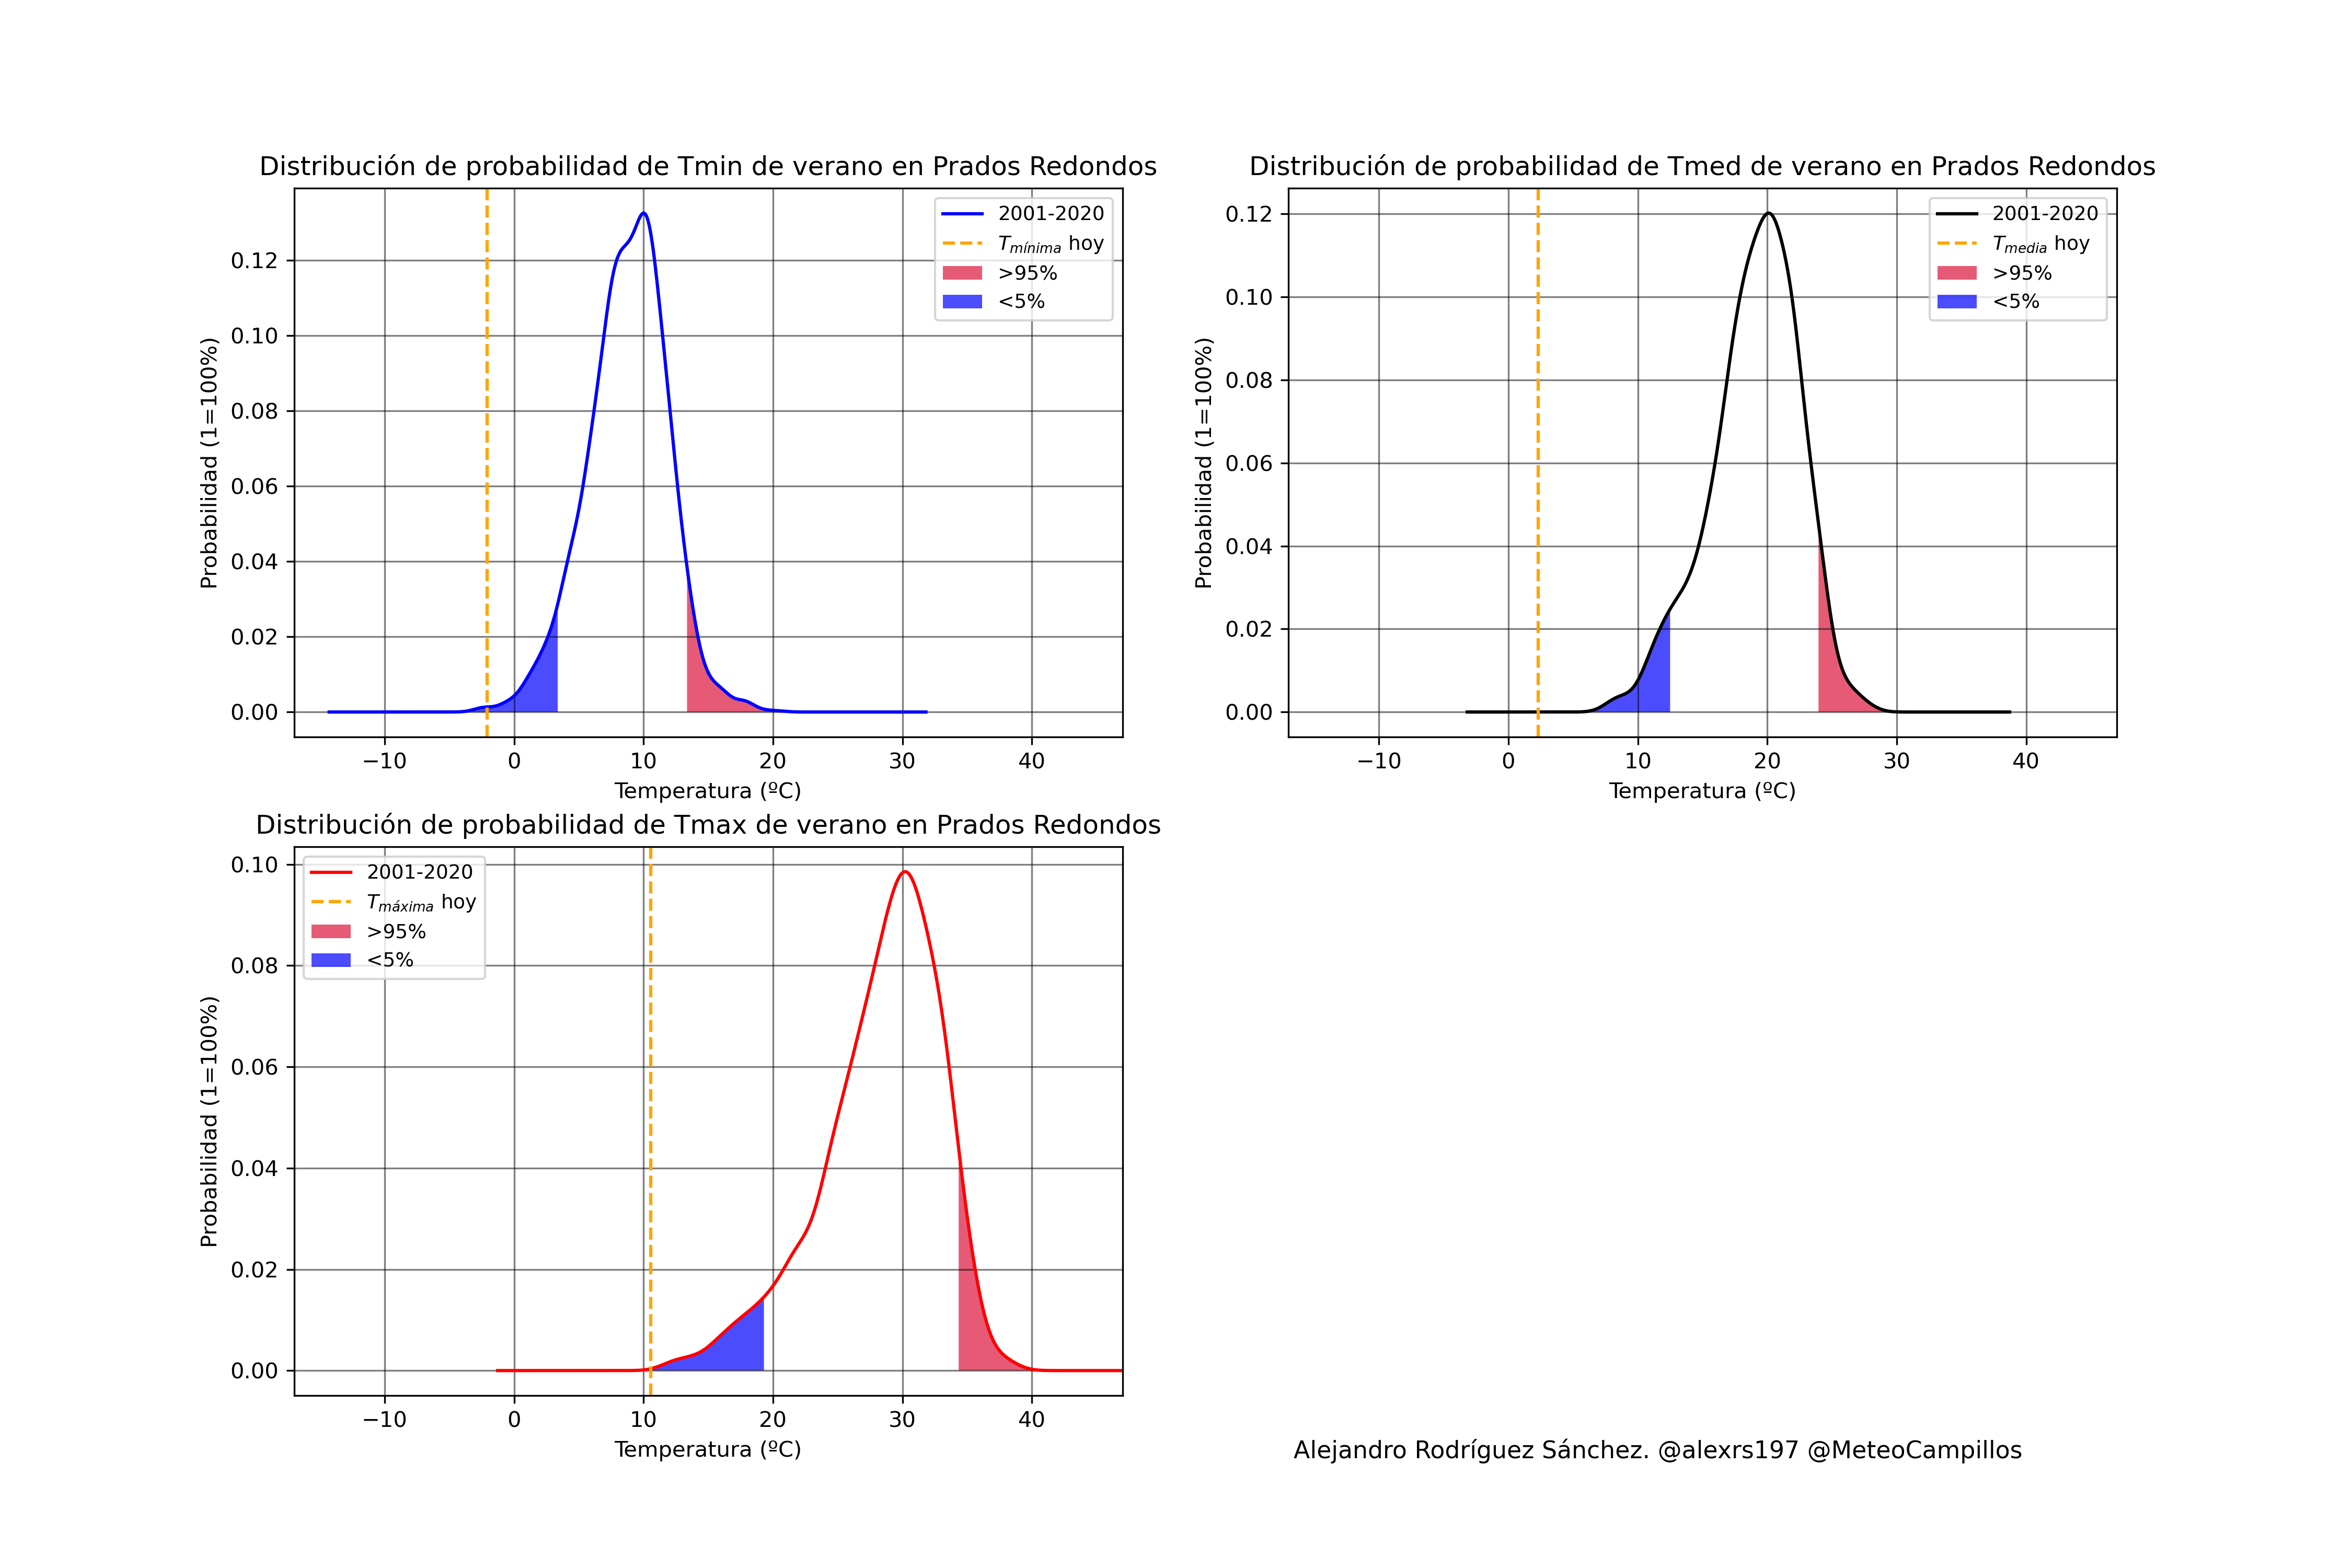 Distribución de probabilidad de Tmin de verano en Prados Redondos
Probabilidad (1=100%)
0.12
0.10
0.08
0.06
0.04
0.02
0.00
2001-2020
Tmínima hoy
>95%
<5%
−10 0 10 20 30 40
Temperatura (ºC)
Distribución de probabilidad de Tmed de verano en Prados Redondos
Probabilidad (1=100%)
0.12
0.10
0.08
0.06
0.04
0.02
0.00
2001-2020
Tmedia hoy
>95%
<5%
−10 0 10 20 30 40
Temperatura (ºC)
Distribución de probabilidad de Tmax de verano en Prados Redondos
Probabilidad (1=100%)
0.10
0.08
0.06
0.04
0.02
0.00
2001-2020
Tmáxima hoy
>95%
<5%
−10 0 10 20 30 40
Temperatura (ºC)
Alejandro Rodríguez Sánchez. @alexrs197 @MeteoCampillos